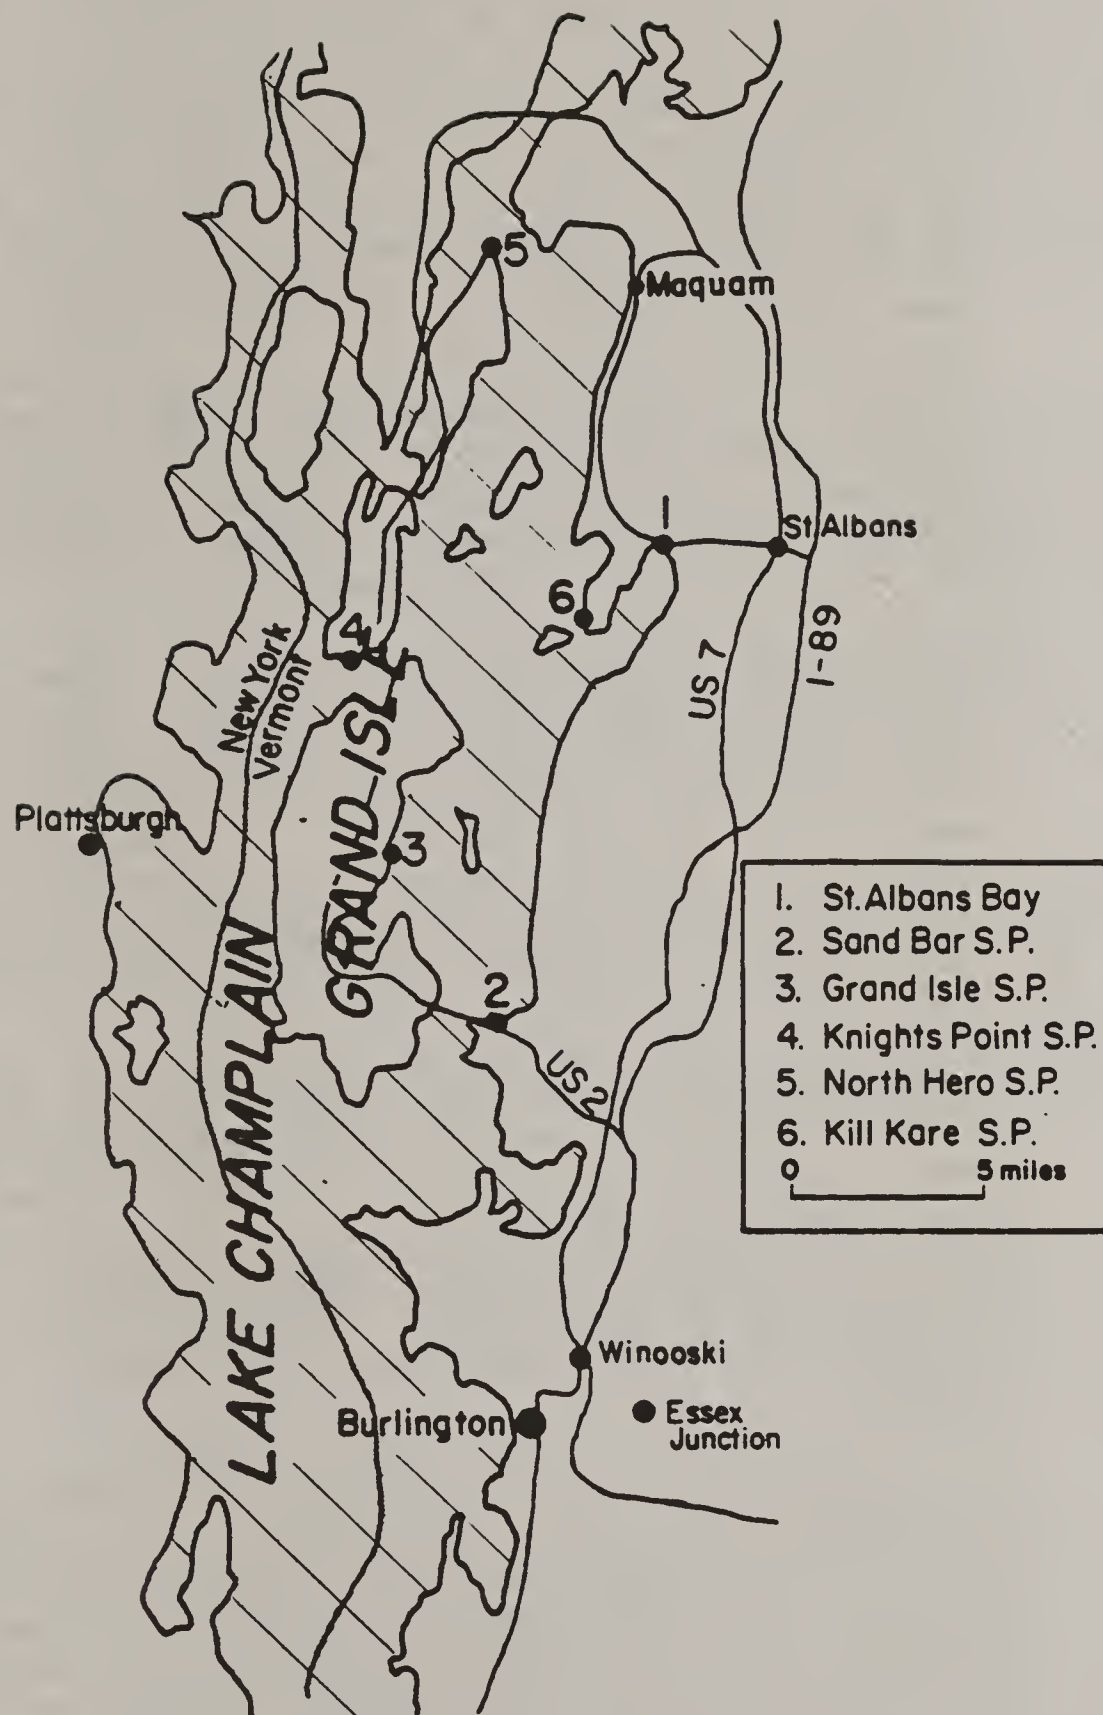 5
Maquam
1
St. Albans
6
4
New York
Vermont
US 7
I-89
GRAND ISLE
Plattsburgh
3
LAKE CHAMPLAIN
2
US 2
1. St. Albans Bay
2. Sand Bar S.P.
3. Grand Isle S.P.
4. Knights Point S.P.
5. North Hero S.P.
6. Kill Kare S.P.
0 5 miles
Winooski
Burlington
Essex
Junction